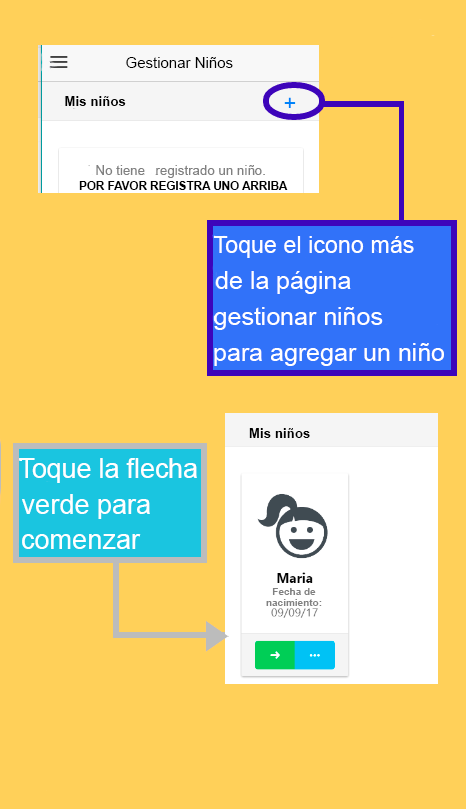 Gestionar Niños
Mis niños
+
No tiene registrado un niño.
POR FAVOR REGISTRA UNO ARRIBA
Toque el icono más
de la página
gestionar niños
para agregar un niño
Toque la flecha
verde para
comenzar
Mis niños
Maria
Fecha de
nacimiento:
09/09/17